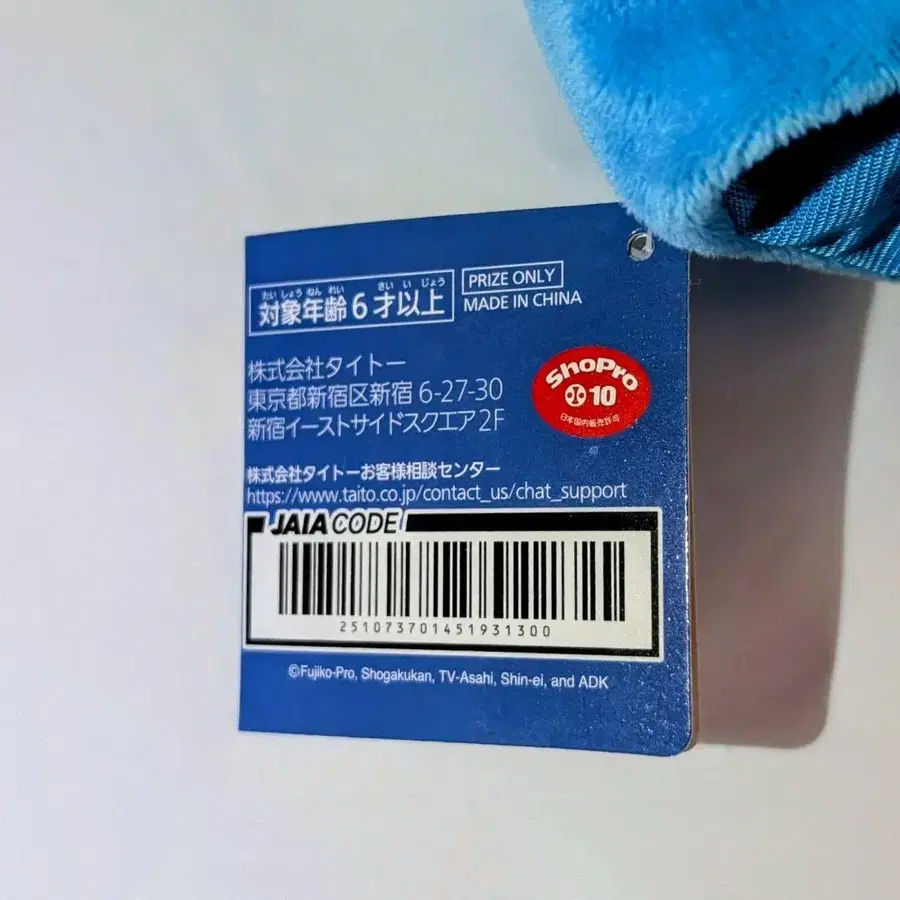 たいしょうねんれい さいいじょう
対象年齢6才以上
PRIZE ONLY
MADE IN CHINA
株式会社タイトー
東京都新宿区新宿 6-27-30
新宿イーストサイドスクエア2F
ShoPro
10
日本国内販売許可
株式会社タイトーお客様相談センター
https://www.taito.co.jp/contact_us/chat_support
JAIA CODE
251073701451931300
©Fujiko-Pro, Shogakukan, TV-Asahi, Shin-ei, and ADK